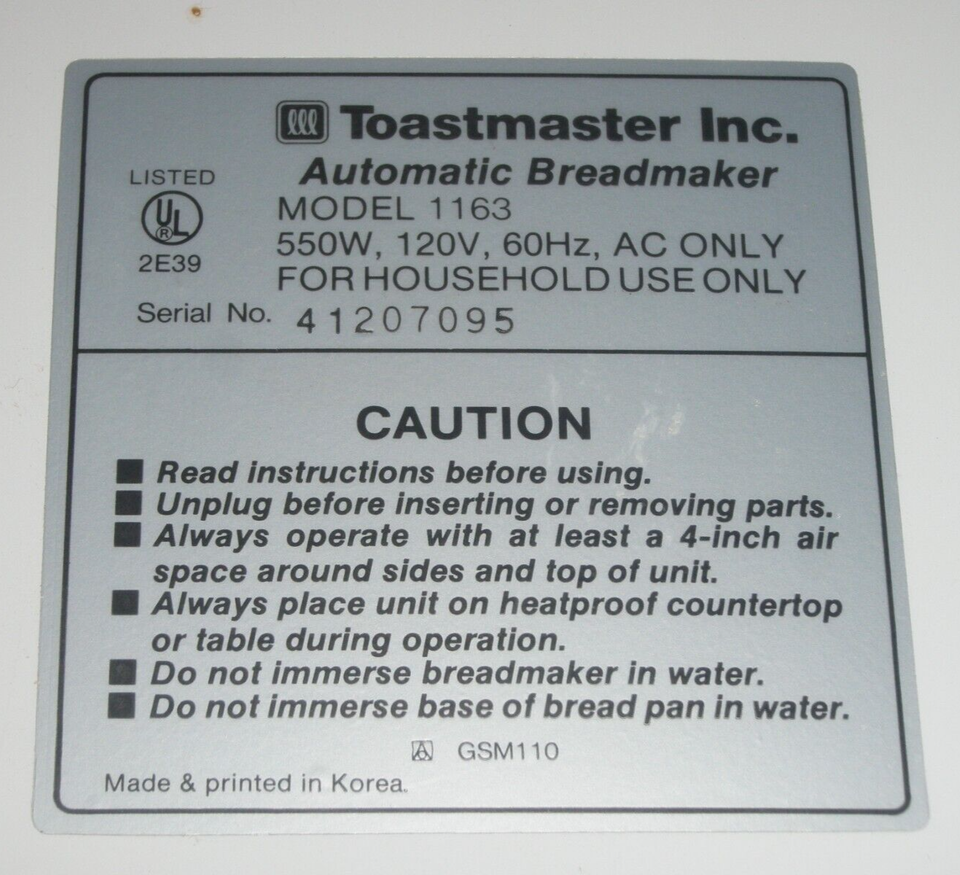 Toastmaster Inc.
Automatic Breadmaker
LISTED
UL
®
2E39
MODEL 1163
550W, 120V, 60Hz, AC ONLY
FOR HOUSEHOLD USE ONLY
Serial No. 41207095
CAUTION
■ Read instructions before using.
■ Unplug before inserting or removing parts.
■ Always operate with at least a 4-inch air
space around sides and top of unit.
■ Always place unit on heatproof countertop
or table during operation.
■ Do not immerse breadmaker in water.
■ Do not immerse base of bread pan in water.
A GSM110
Made & printed in Korea.